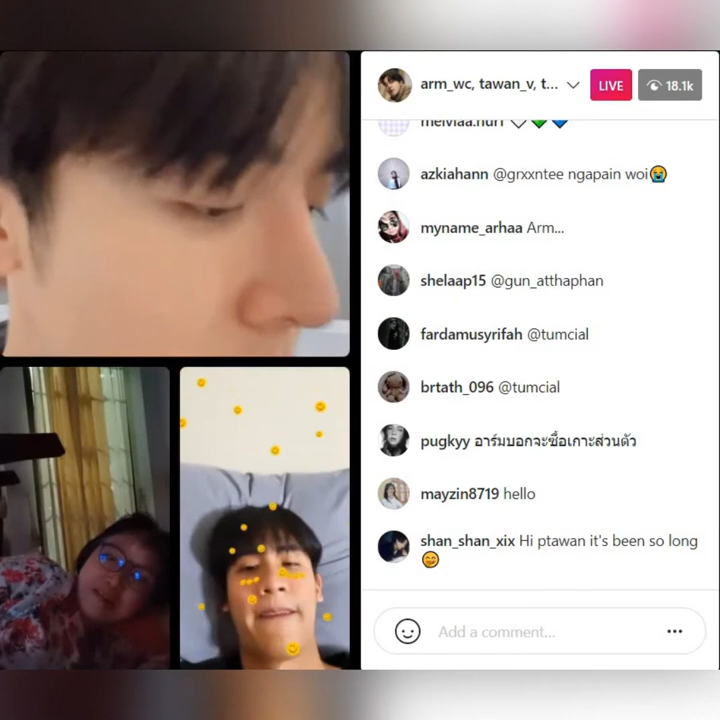 arm_wc, tawan_v, t...
LIVE
18.1k
azkiahann @grxxntee ngapain woi😭
myname_arhaa Arm...
shelaap15 @gun_atthaphan
fardamusyrifah @tumcial
brtath_096 @tumcial
pugkyy อาร์มบอกจะซื้อเกาะส่วนตัว
mayzin8719 hello
shan_shan_xix Hi ptawan it's been so long
😊
Add a comment...